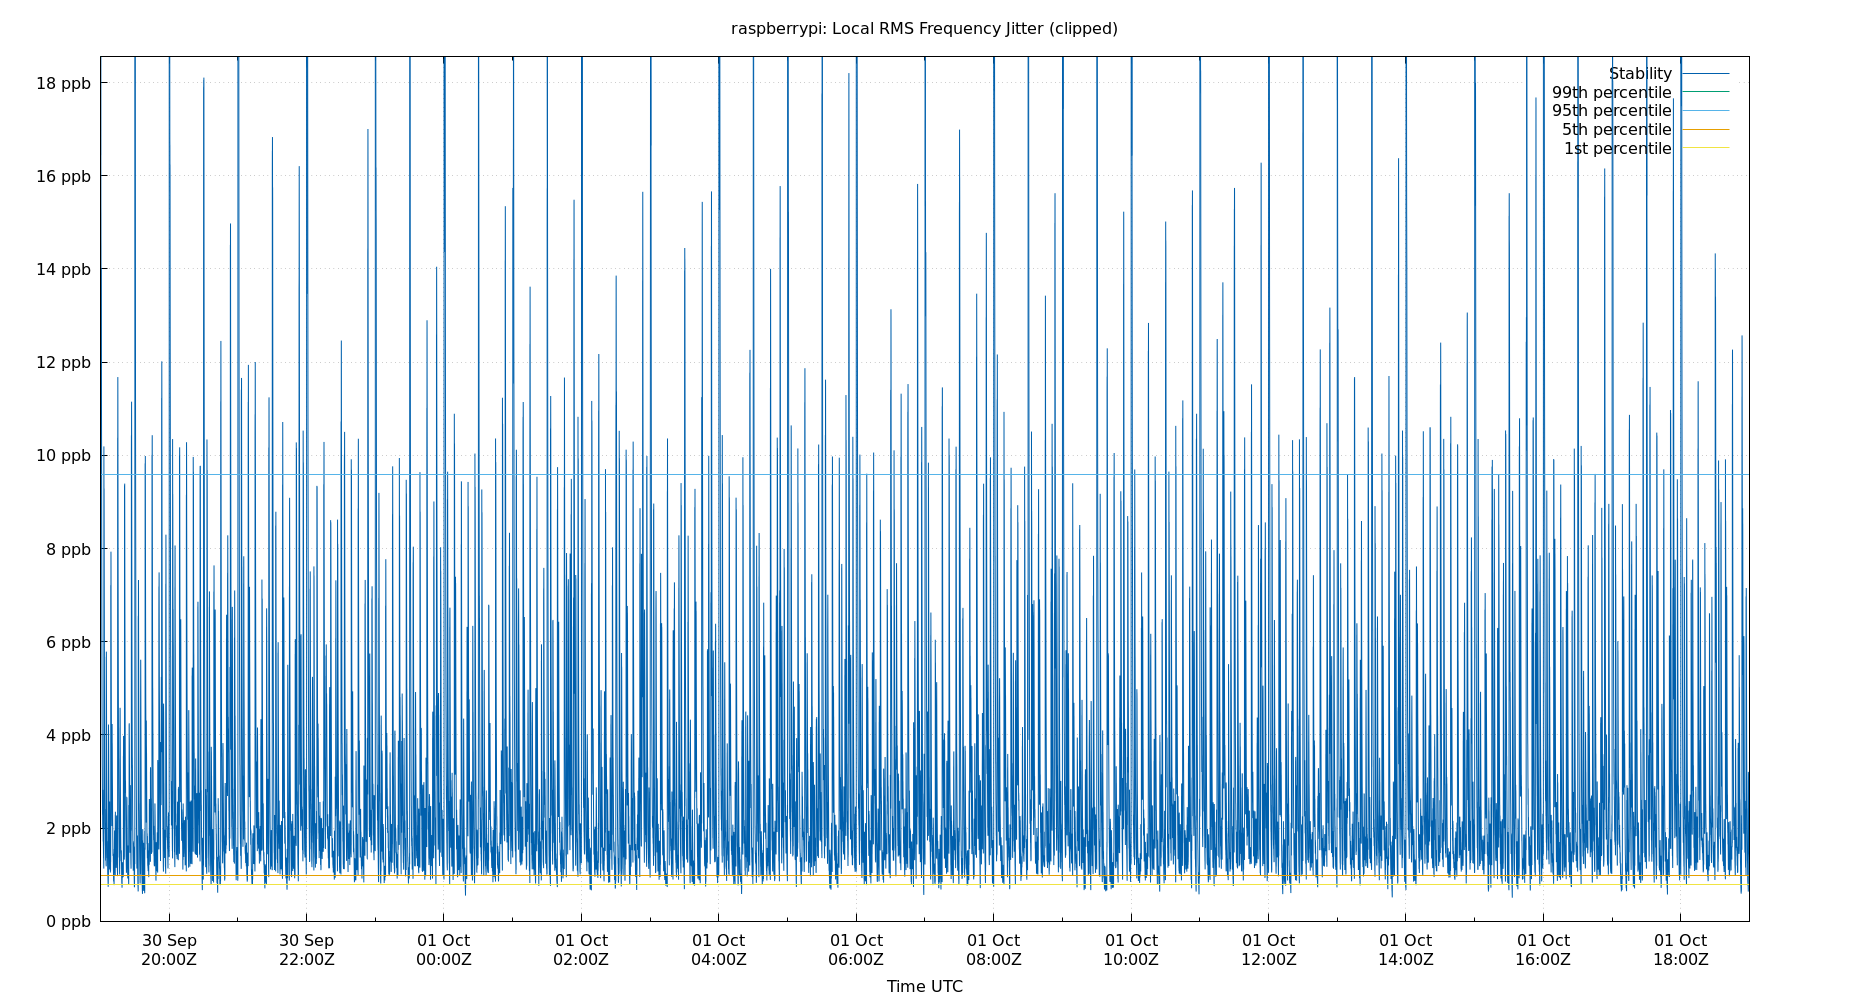 raspberrypi: Local RMS Frequency Jitter (clipped)
18 ppb
16 ppb
14 ppb
12 ppb
10 ppb
8 ppb
6 ppb
4 ppb
2 ppb
0 ppb
Stability
99th percentile
95th percentile
5th percentile
1st percentile
30 Sep 30 Sep 01 Oct 01 Oct 01 Oct 01 Oct 01 Oct 01 Oct 01 Oct 01 Oct 01 Oct 01 Oct
20:00Z 22:00Z 00:00Z 02:00Z 04:00Z 06:00Z 08:00Z 10:00Z 12:00Z 14:00Z 16:00Z 18:00Z
Time UTC